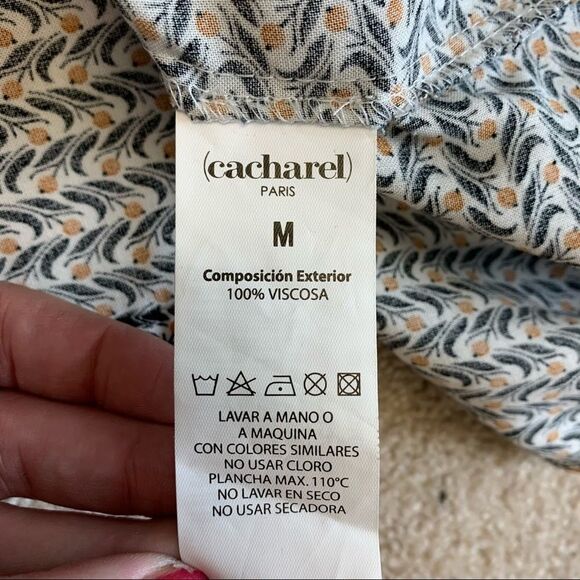 (cacharel)
PARIS
M
Composición Exterior
100% VISCOSA
LAVAR A MANO O
A MAQUINA
CON COLORES SIMILARES
NO USAR CLORO
PLANCHA MAX. 110°C
NO LAVAR EN SECO
NO USAR SECADORA